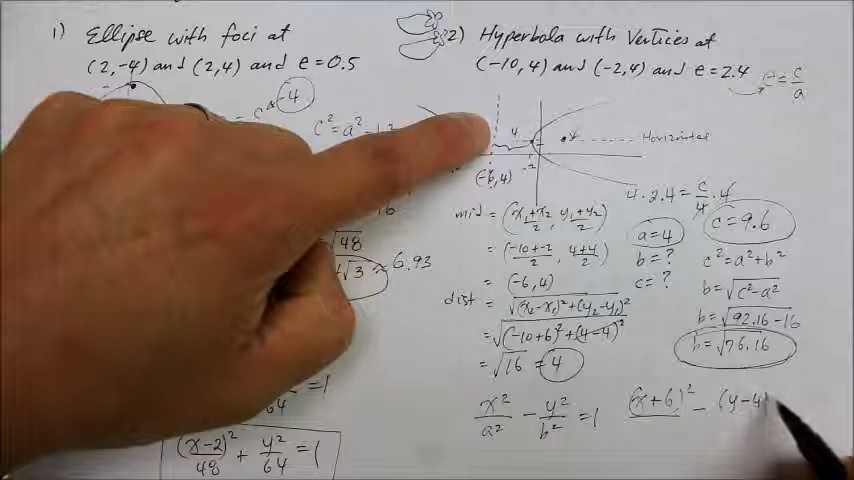 1) Ellipse with foci at
(2,-4) and (2,4) and e=0.5
-4
c² = a²
16
√48
√3 ≈ 6.93
64 =1
(x-2)²/48 + y²/64 = 1
2) Hyperbola with Vertices at
(-10,4) and (-2,4) and e=2.4
e = c/a
4
Horizontal
-2
(-6,4)
mid = (x₁+x₂/2, y₁+y₂/2)
= (-10+-2/2, 4+4/2)
= (-6,4)
dist = √(x₂-x₁)²+(y₂-y₁)²
= √(-10+6)²+(4-4)²
= √16 = 4
4·2.4 = c/4·4
a=4
c=9.6
b=?
c=?
c²=a²+b²
b=√c²-a²
b=√92.16-16
b=√76.16
x²/a² - y²/b² = 1
(x+6)² - (y-4)